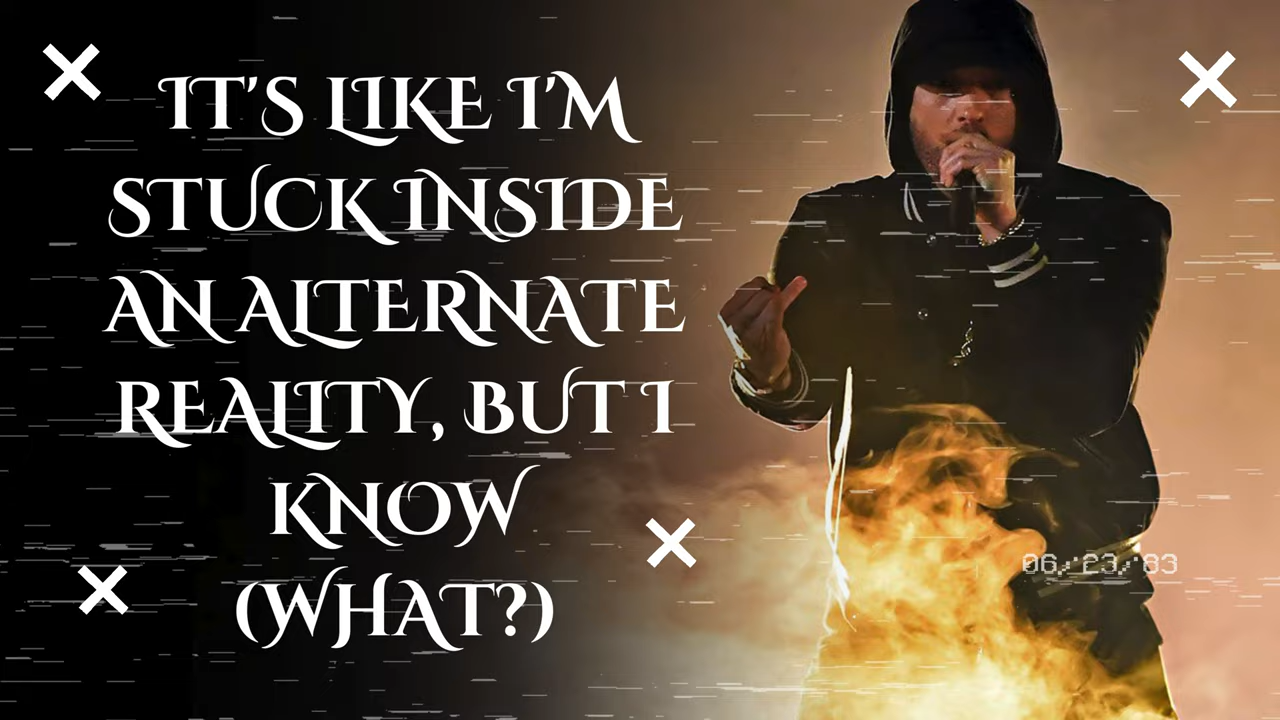 IT'S LIKE I'M
STUCK INSIDE
AN ALTERNATE
REALITY, BUT I
KNOW
(WHAT?)
06/23/83